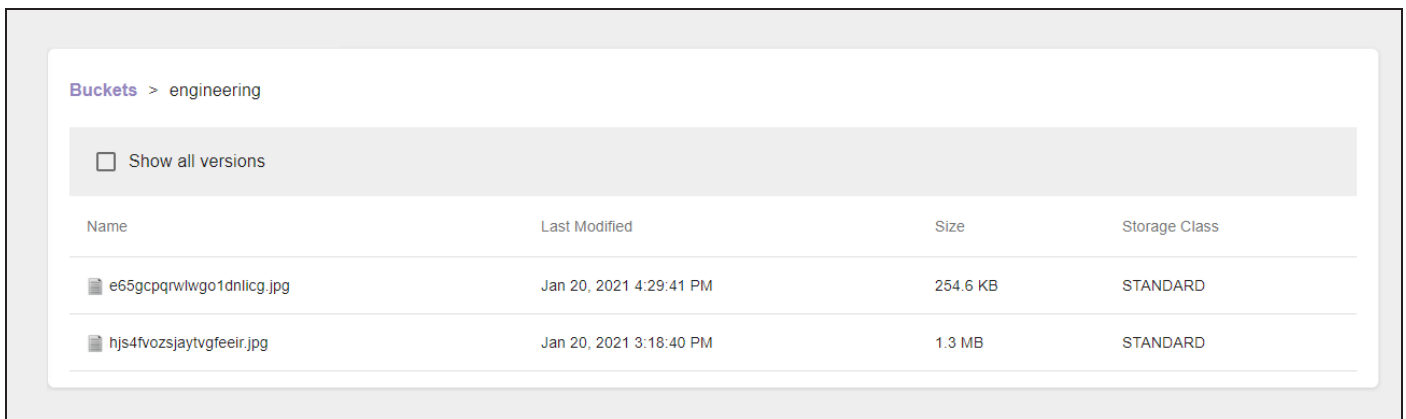 Buckets > engineering
Show all versions
Name Last Modified Size Storage Class
e65gcpqrwlwgo1dnlicg.jpg Jan 20, 2021 4:29:41 PM 254.6 KB STANDARD
hjs4fvozsjaytvgfeeir.jpg Jan 20, 2021 3:18:40 PM 1.3 MB STANDARD